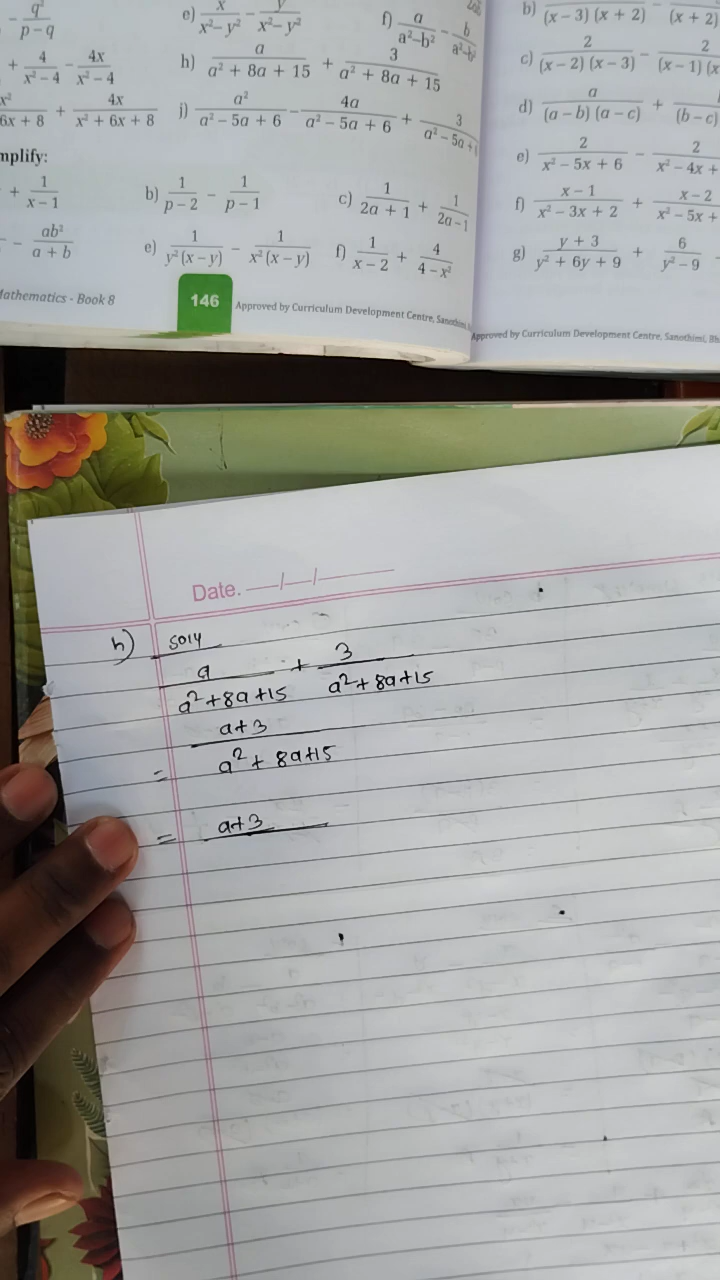 q²/(p-q)
e) x/(x²-y²) - y/(x²-y²)
f) a/(a²-b²) - b/(a²-b²)
+ 4/(x²-4) - 4x/(x²-4)
h) a/(a² + 8a + 15) + 3/(a² + 8a + 15)
x²/6x + 8 + 4x/(x² + 6x + 8)
j) a²/(a² - 5a + 6) - 4a/(a² - 5a + 6) + 3/a² - 5a +
mplify:
+ 1/(x-1)
b) 1/(p-2) - 1/(p-1)
c) 1/(2a + 1) + 1/(2a-1)
- ab²/(a + b)
e) 1/(y²(x-y)) - 1/(x²(x-y))
f) 1/(x-2) + 4/(4-x²)
Mathematics - Book 8
146
Approved by Curriculum Development Centre, Sanothimi,
b) (x-3) (x + 2) - (x + 2)
c) 2/((x-2) (x-3)) - 2/(x-1) (x
d) a/((a-b) (a-c)) + b/(b-c)
e) 2/(x² - 5x + 6) - 2/x² - 4x +
f) (x-1)/(x² - 3x + 2) + x-2/x² - 5x +
g) (y + 3)/(y² + 6y + 9) + 6/(y² - 9) -
Approved by Curriculum Development Centre, Sanothimi, Bh
Date. —/—/———
h) soly
a/(a²+8a+15) + 3/(a²+8a+15)
= (a+3)/(a²+8a+15)
= a+3